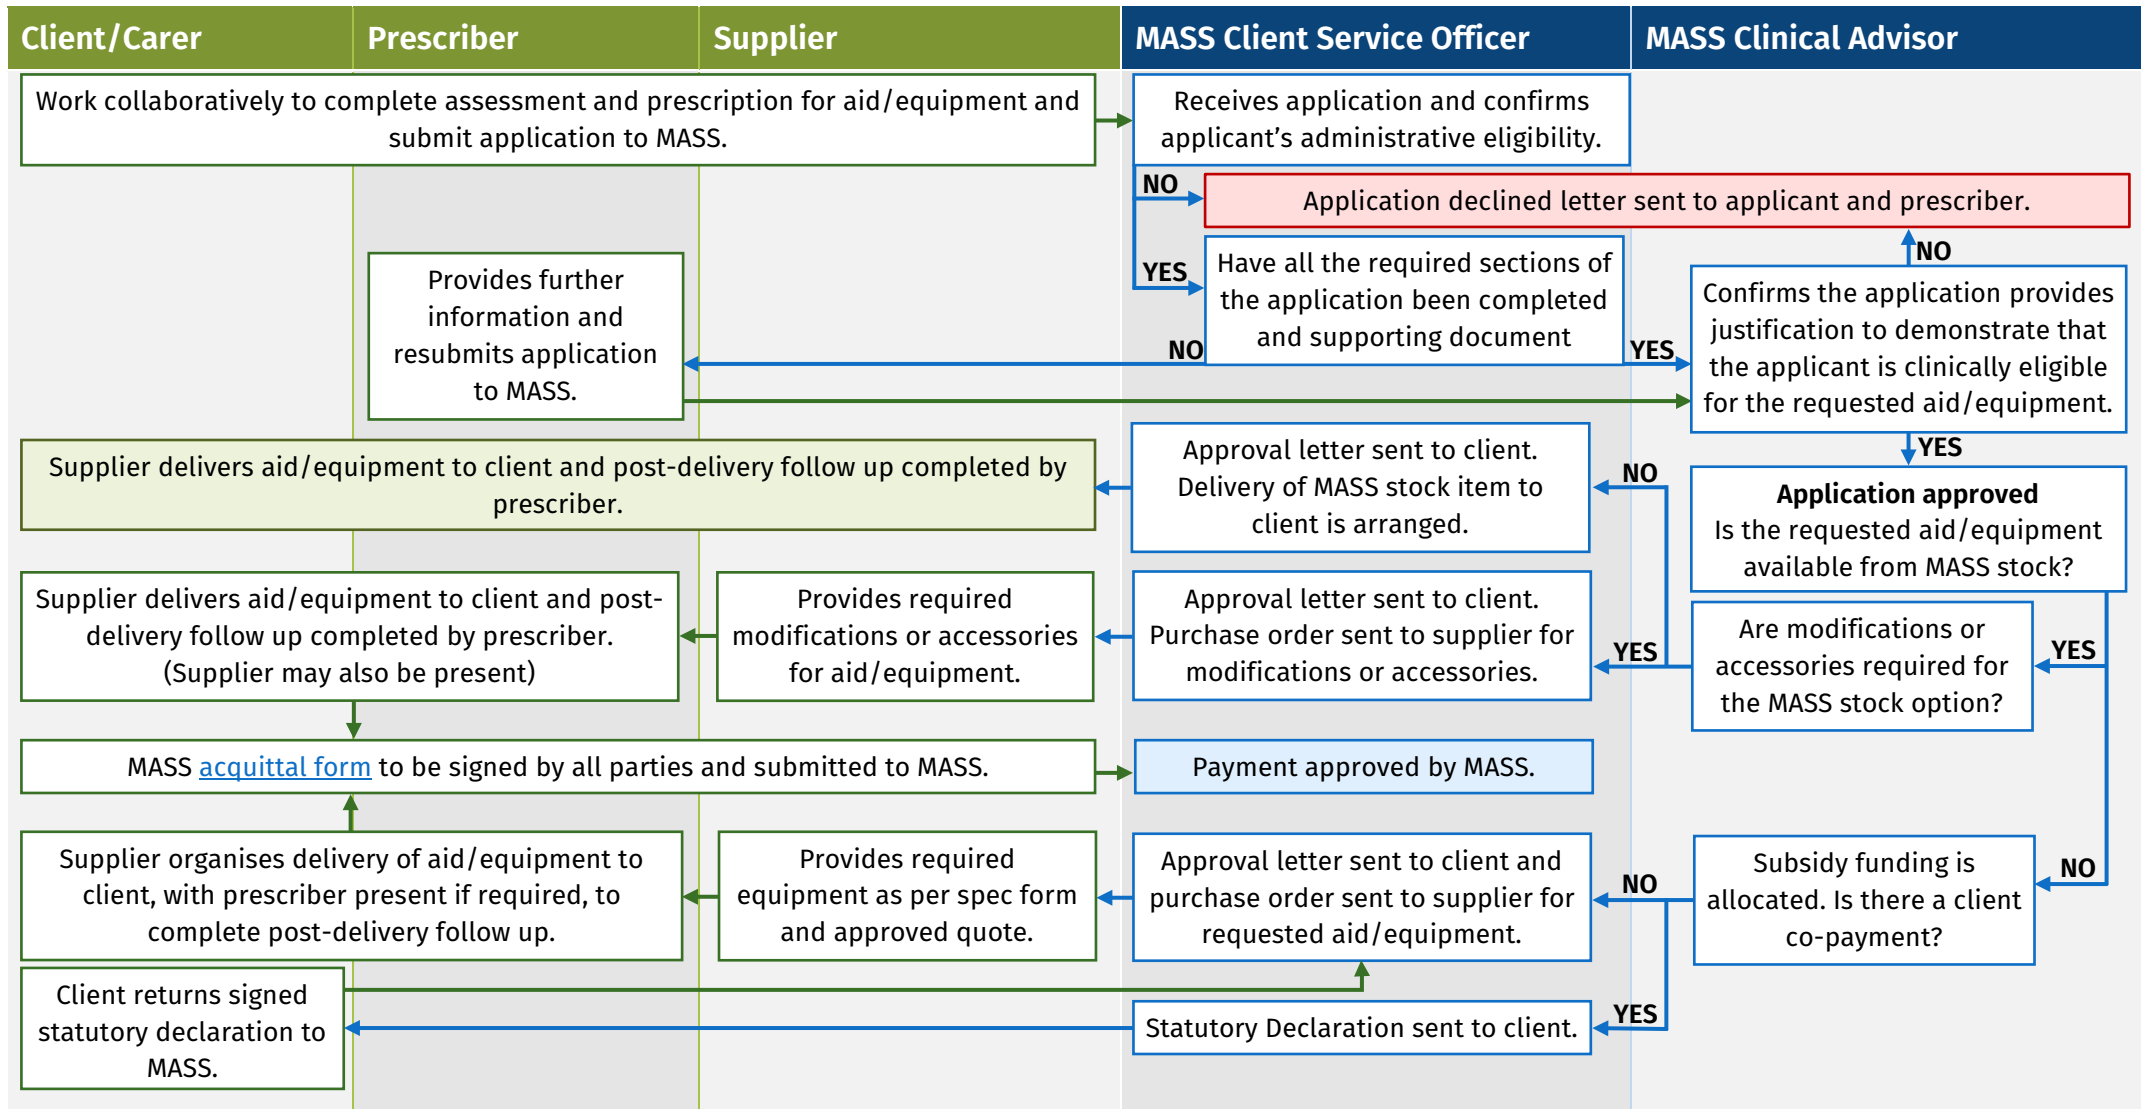 Client/Carer
Prescriber
Supplier
MASS Client Service Officer
MASS Clinical Advisor
Work collaboratively to complete assessment and prescription for aid/equipment and
submit application to MASS.
Receives application and confirms
applicant’s administrative eligibility.
NO
Application declined letter sent to applicant and prescriber.
YES
Have all the required sections of
the application been completed
and supporting document
NO
YES
Provides further
information and
resubmits application
to MASS.
NO
Confirms the application provides
justification to demonstrate that
the applicant is clinically eligible
for the requested aid/equipment.
YES
Application approved
Is the requested aid/equipment
available from MASS stock?
Supplier delivers aid/equipment to client and post-delivery follow up completed by
prescriber.
Approval letter sent to client.
Delivery of MASS stock item to
client is arranged.
NO
Supplier delivers aid/equipment to client and post-
delivery follow up completed by prescriber.
(Supplier may also be present)
Provides required
modifications or accessories
for aid/equipment.
Approval letter sent to client.
Purchase order sent to supplier for
modifications or accessories.
YES
Are modifications or
accessories required for
the MASS stock option?
YES
MASS acquittal form to be signed by all parties and submitted to MASS.
Payment approved by MASS.
Supplier organises delivery of aid/equipment to
client, with prescriber present if required, to
complete post-delivery follow up.
Provides required
equipment as per spec form
and approved quote.
Approval letter sent to client and
purchase order sent to supplier for
requested aid/equipment.
NO
Subsidy funding is
allocated. Is there a client
co-payment?
NO
Client returns signed
statutory declaration to
MASS.
Statutory Declaration sent to client.
YES